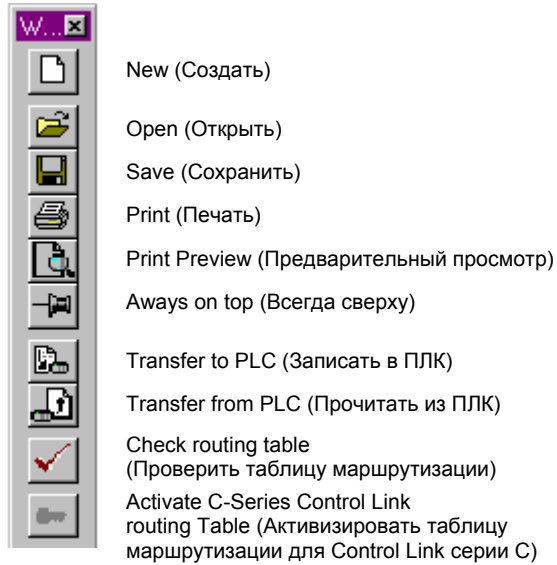 W...
New (Создать)
Open (Открыть)
Save (Сохранить)
Print (Печать)
Print Preview (Предварительный просмотр)
Aways on top (Всегда сверху)
Transfer to PLC (Записать в ПЛК)
Transfer from PLC (Прочитать из ПЛК)
Check routing table
(Проверить таблицу маршрутизации)
Activate C-Series Control Link
routing Table (Активизировать таблицу
маршрутизации для Control Link серии C)